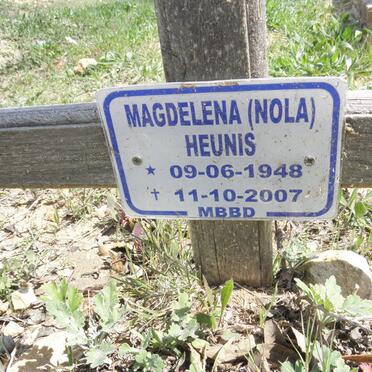 MAGDELENA (NOLA)
HEUNIS
* 09-06-1948
† 11-10-2007
MBBD